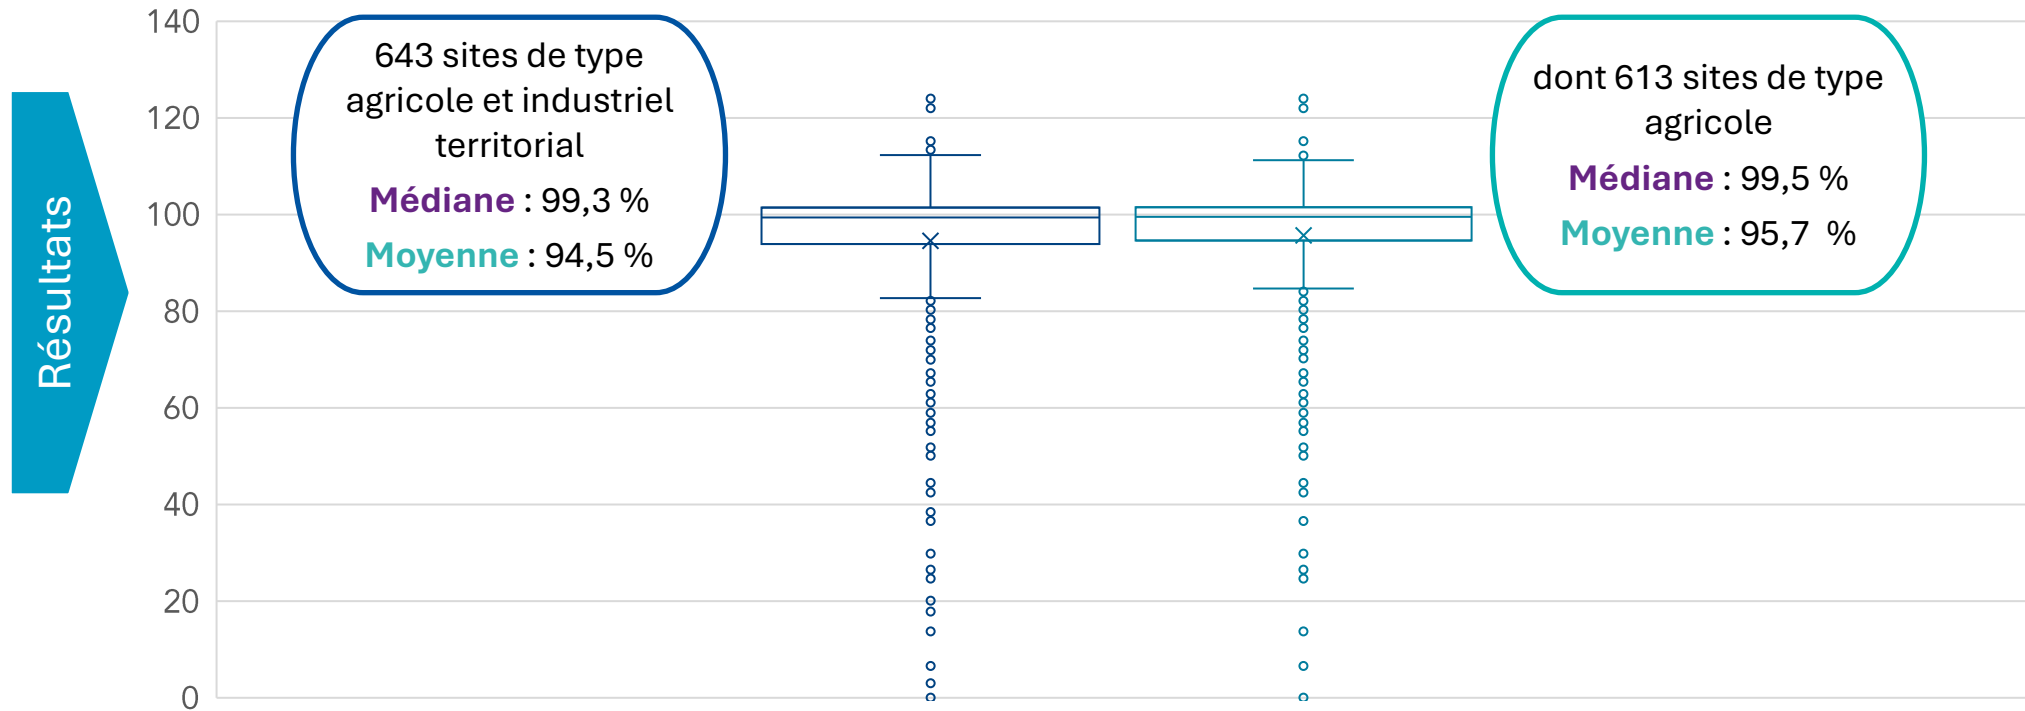 Résultats
140
120
100
80
60
40
20
0
643 sites de type
agricole et industriel
territorial
Médiane : 99,3 %
Moyenne : 94,5 %
dont 613 sites de type
agricole
Médiane : 99,5 %
Moyenne : 95,7 %